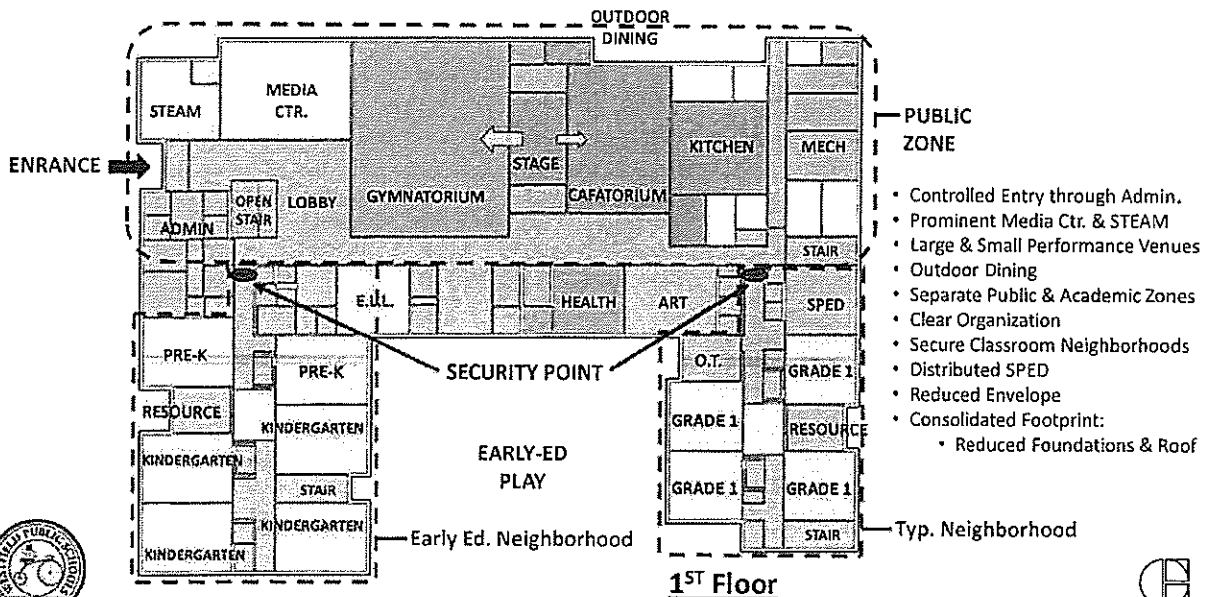 OUTDOOR
DINING
STEAM
MEDIA
CTR.
ENRANCE
ADMIN
OPEN
STAIR
LOBBY
GYMNATORIUM
STAGE
CAFATORIUM
KITCHEN
MECH
STAIR
PUBLIC
ZONE
• Controlled Entry through Admin.
• Prominent Media Ctr. & STEAM
• Large & Small Performance Venues
• Outdoor Dining
• Separate Public & Academic Zones
• Clear Organization
• Secure Classroom Neighborhoods
• Distributed SPED
• Reduced Envelope
• Consolidated Footprint:
• Reduced Foundations & Roof
E.L.L.
HEALTH
ART
SPED
PRE-K
PRE-K
SECURITY POINT
O.T.
GRADE 1
RESOURCE
KINDERGARTEN
GRADE 1
RESOURCE
KINDERGARTEN
EARLY-ED
PLAY
STAIR
GRADE 1
GRADE 1
KINDERGARTEN
KINDERGARTEN
Early Ed. Neighborhood
STAIR
Typ. Neighborhood
1ST Floor
PUBLIC SCHOOLS